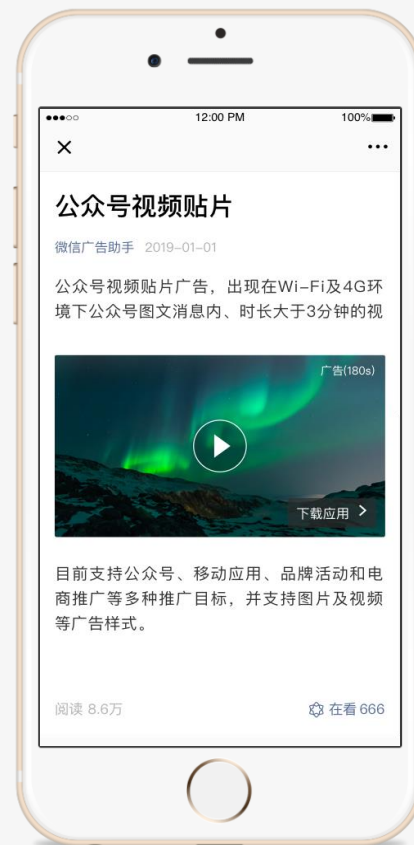 12:00 PM
100%
公众号视频贴片
微信广告助手 2019-01-01
公众号视频贴片广告，出现在Wi-Fi及4G环
境下公众号图文消息内、时长大于3分钟的视
广告(180s)
下载应用
目前支持公众号、移动应用、品牌活动和电
商推广等多种推广目标，并支持图片及视频
等广告样式。
阅读 8.6万
在看 666